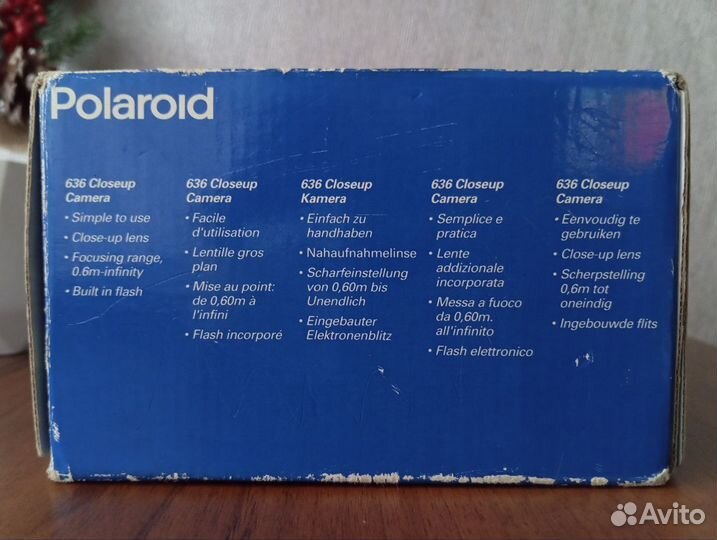 Polaroid
636 Closeup
Camera
• Simple to use
• Close-up lens
• Focusing range,
0.6m-infinity
• Built in flash
636 Closeup
Camera
• Facile
d'utilisation
• Lentille gros
plan
• Mise au point:
de 0,60m à
l'infini
• Flash incorporé
636 Closeup
Kamera
• Einfach zu
handhaben
• Nahaufnahmelinse
• Scharfeinstellung
von 0,60m bis
Unendlich
• Eingebauter
Elektronenblitz
636 Closeup
Camera
• Semplice e
pratica
• Lente
addizionale
incorporata
• Messa a fuoco
da 0,60m.
all'infinito
• Flash elettronico
636 Closeup
Camera
• Eenvoudig te
gebruiken
• Close-up lens
• Scherpstelling
0,6m tot
oneindig
• Ingebouwde flits
Avito